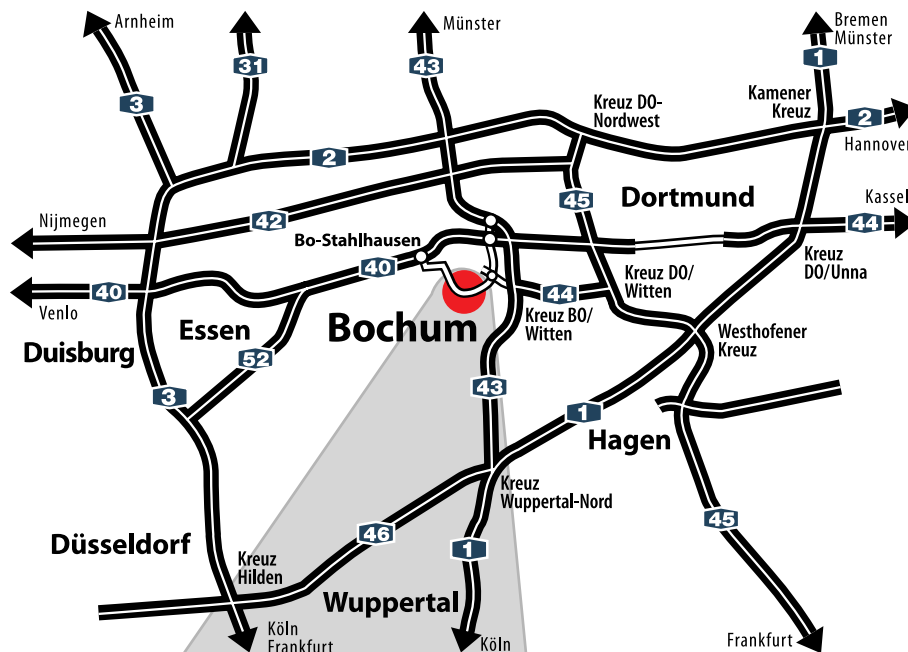 Arnheim
Münster
Bremen
Münster
31
43
1
3
Kamener
Kreuz
Kreuz DO-
Nordwest
2
Hannover
2
45
Dortmund
Kassel
44
Nijmegen
42
Bo-Stahlhausen
40
Kreuz DO/
Unna
Kreuz DO/
Witten
40
Venlo
44
Bochum
Kreuz BO/
Witten
Essen
Duisburg
Westhofener
Kreuz
52
3
43
1
Hagen
Kreuz
Wuppertal-Nord
45
46
1
Düsseldorf
Kreuz
Hilden
Wuppertal
Köln
Frankfurt
Köln
Frankfurt